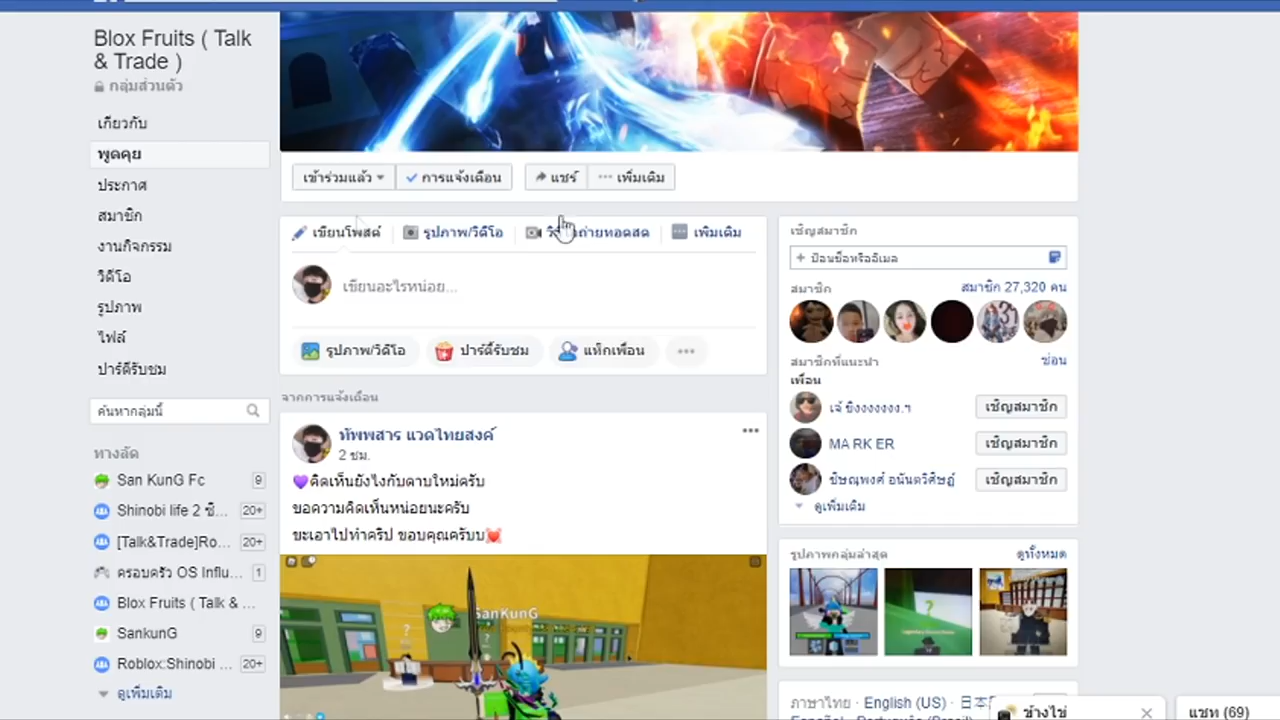 Blox Fruits ( Talk
& Trade )
กลุ่มส่วนตัว
เกี่ยวกับ
พูดคุย
ประกาศ
สมาชิก
งานกิจกรรม
วิดีโอ
รูปภาพ
ไฟล์
ปาร์ตี้รับชม
ค้นหากลุ่มนี้
ทางลัด
San KunG Fc 9
Shinobi life 2 ชิ... 20+
[Talk&Trade]Ro... 20+
ครอบครัว OS Influ... 1
Blox Fruits ( Talk & ...
SankunG 9
Roblox:Shinobi ... 20+
ดูเพิ่มเติม
เข้าร่วมแล้ว การแจ้งเตือน แชร์ เพิ่มเติม
เขียนโพสต์ รูปภาพ/วิดีโอ เพิ่มเติม
เขียนอะไรหน่อย...
รูปภาพ/วิดีโอ ปาร์ตี้รับชม แท็กเพื่อน
จากการแจ้งเตือน
ทัพพสาร แวดไทยสงค์
2 ชม.
💜คิดเห็นยังไงกับดาบใหม่ครับ
ขอความคิดเห็นหน่อยนะครับ
ขะเอาไปทำคริป ขอบคุณครับบ💓
SanKunG
เชิญสมาชิก
+ ป้อนชื่อหรืออีเมล
สมาชิก สมาชิก 27,320 คน
สมาชิกที่แนะนำ ซ่อน
เพื่อน
เจ้ ขิงงงงงงง.ฯ เชิญสมาชิก
MA RK ER เชิญสมาชิก
ชิษณุพงศ์ อนันตวิศิษฏ์ เชิญสมาชิก
ดูเพิ่มเติม
รูปภาพกลุ่มล่าสุด ดูทั้งหมด
ภาษาไทย · English (US) ·
ช้างไข่
แชท (69)